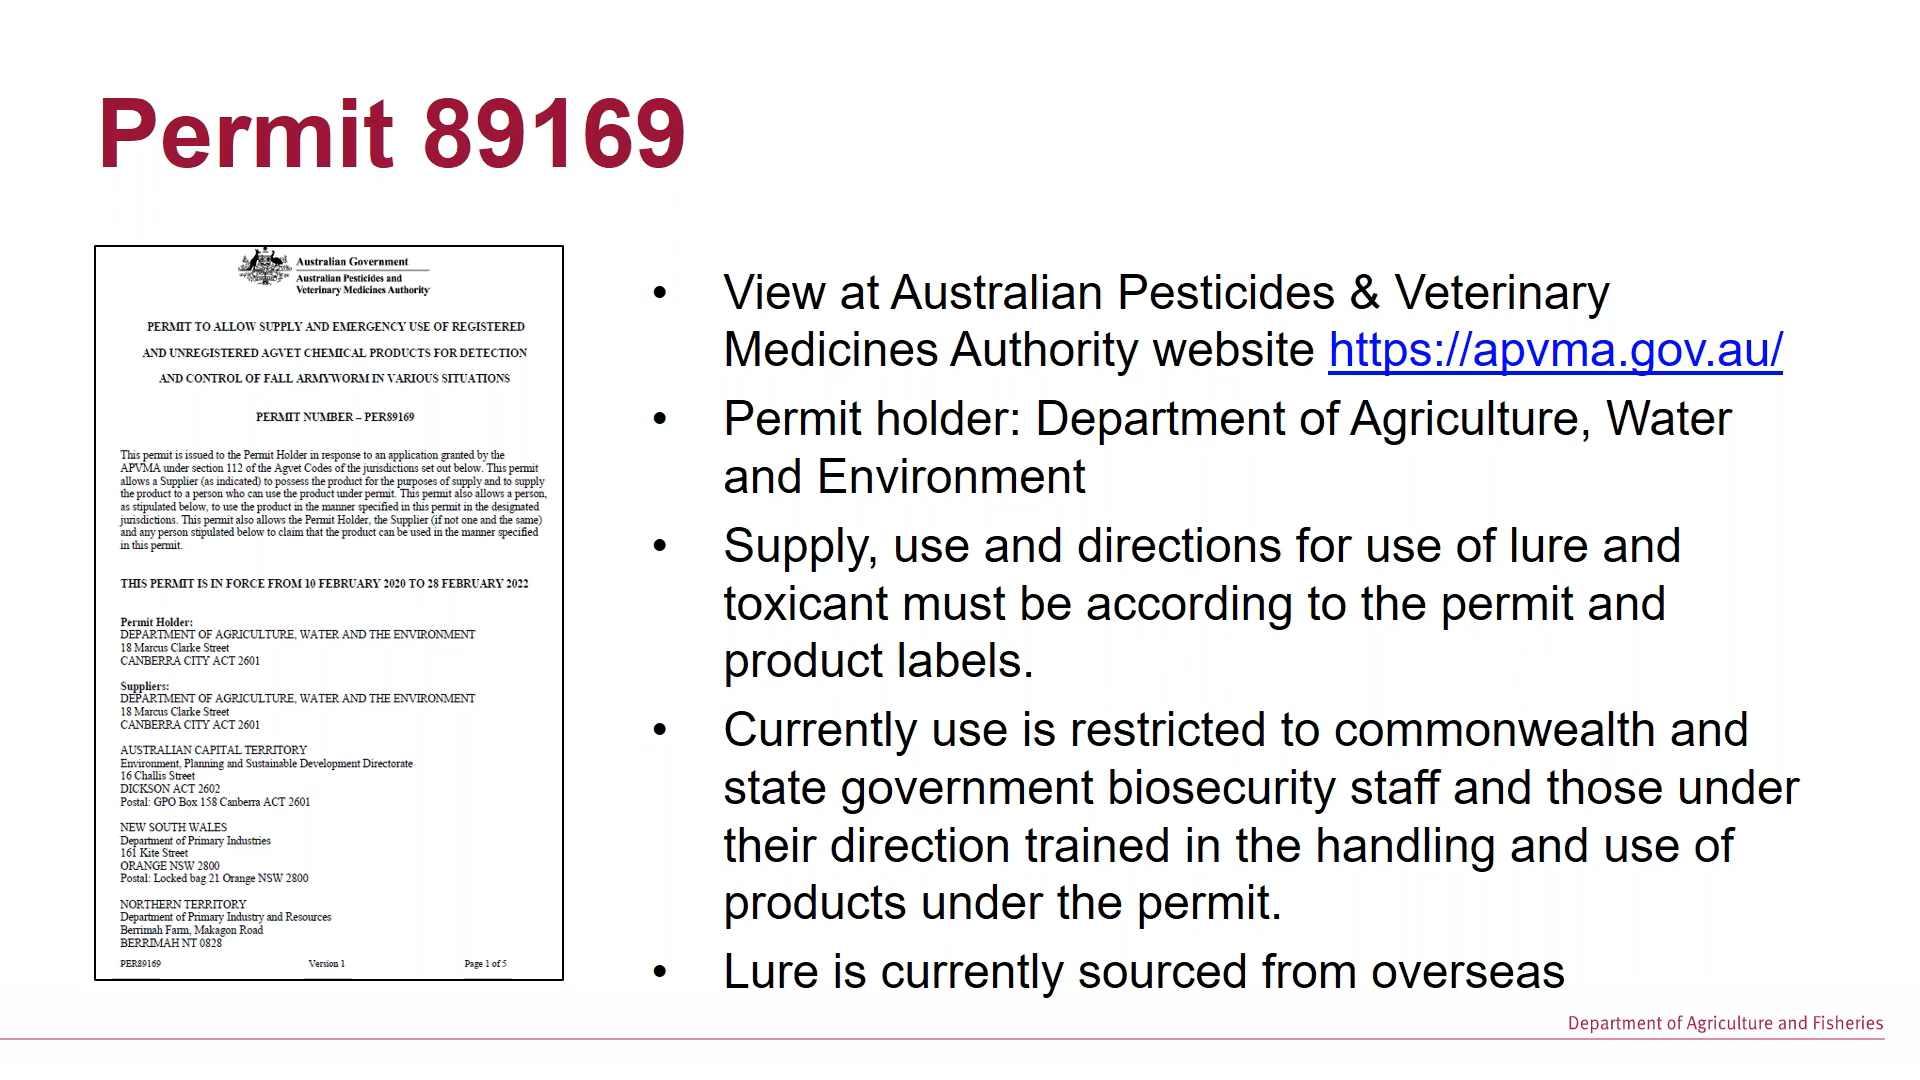 Permit 89169
Australian Government
Australian Pesticides and
Veterinary Medicines Authority
PERMIT TO ALLOW SUPPLY AND EMERGENCY USE OF REGISTERED
AND UNREGISTERED AGVET CHEMICAL PRODUCTS FOR DETECTION
AND CONTROL OF FALL ARMYWORM IN VARIOUS SITUATIONS
PERMIT NUMBER – PER89169
This permit is issued to the Permit Holder in response to an application granted by the
APVMA under section 112 of the Agvet Codes of the jurisdictions set out below. This permit
allows a Supplier (as indicated) to possess the product for the purposes of supply and to supply
the product to a person who can use the product under permit. This permit also allows a person,
as stipulated below, to use the product in the manner specified in this permit in the designated
jurisdictions. This permit also allows the Permit Holder, the Supplier (if not one and the same)
and any person stipulated below to claim that the product can be used in the manner specified
in this permit.
THIS PERMIT IS IN FORCE FROM 10 FEBRUARY 2020 TO 28 FEBRUARY 2022
Permit Holder:
DEPARTMENT OF AGRICULTURE, WATER AND THE ENVIRONMENT
18 Marcus Clarke Street
CANBERRA CITY ACT 2601
Suppliers:
DEPARTMENT OF AGRICULTURE, WATER AND THE ENVIRONMENT
18 Marcus Clarke Street
CANBERRA CITY ACT 2601
AUSTRALIAN CAPITAL TERRITORY
Environment, Planning and Sustainable Development Directorate
16 Challis Street
DICKSON ACT 2602
Postal: GPO Box 158 Canberra ACT 2601
NEW SOUTH WALES
Department of Primary Industries
161 Kite Street
ORANGE NSW 2800
Postal: Locked bag 21 Orange NSW 2800
NORTHERN TERRITORY
Department of Primary Industry and Resources
Berrimah Farm, Makagon Road
BERRIMAH NT 0828
PER89169 Version 1 Page 1 of 5
• View at Australian Pesticides & Veterinary
Medicines Authority website https://apvma.gov.au/
• Permit holder: Department of Agriculture, Water
and Environment
• Supply, use and directions for use of lure and
toxicant must be according to the permit and
product labels.
• Currently use is restricted to commonwealth and
state government biosecurity staff and those under
their direction trained in the handling and use of
products under the permit.
• Lure is currently sourced from overseas
Department of Agriculture and Fisheries